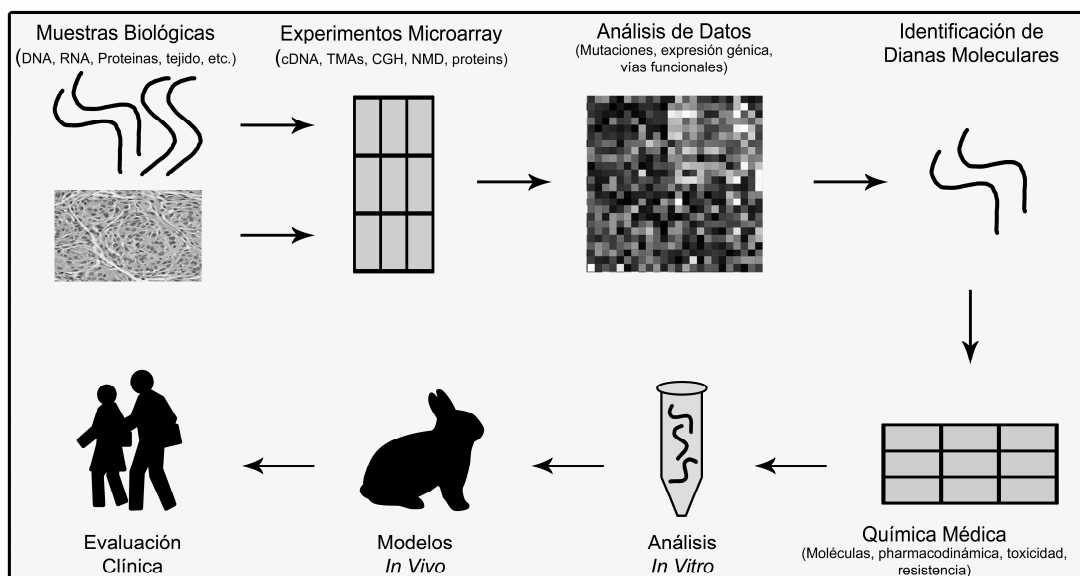 Muestras Biológicas
(DNA, RNA, Proteinas, tejido, etc.)
Experimentos Microarray
(cDNA, TMAs, CGH, NMD, proteins)
Análisis de Datos
(Mutaciones, expresión génica,
vías funcionales)
Identificación de
Dianas Moleculares
Evaluación
Clínica
Modelos
In Vivo
Análisis
In Vitro
Química Médica
(Moléculas, pharmacodinámica, toxicidad,
resistencia)